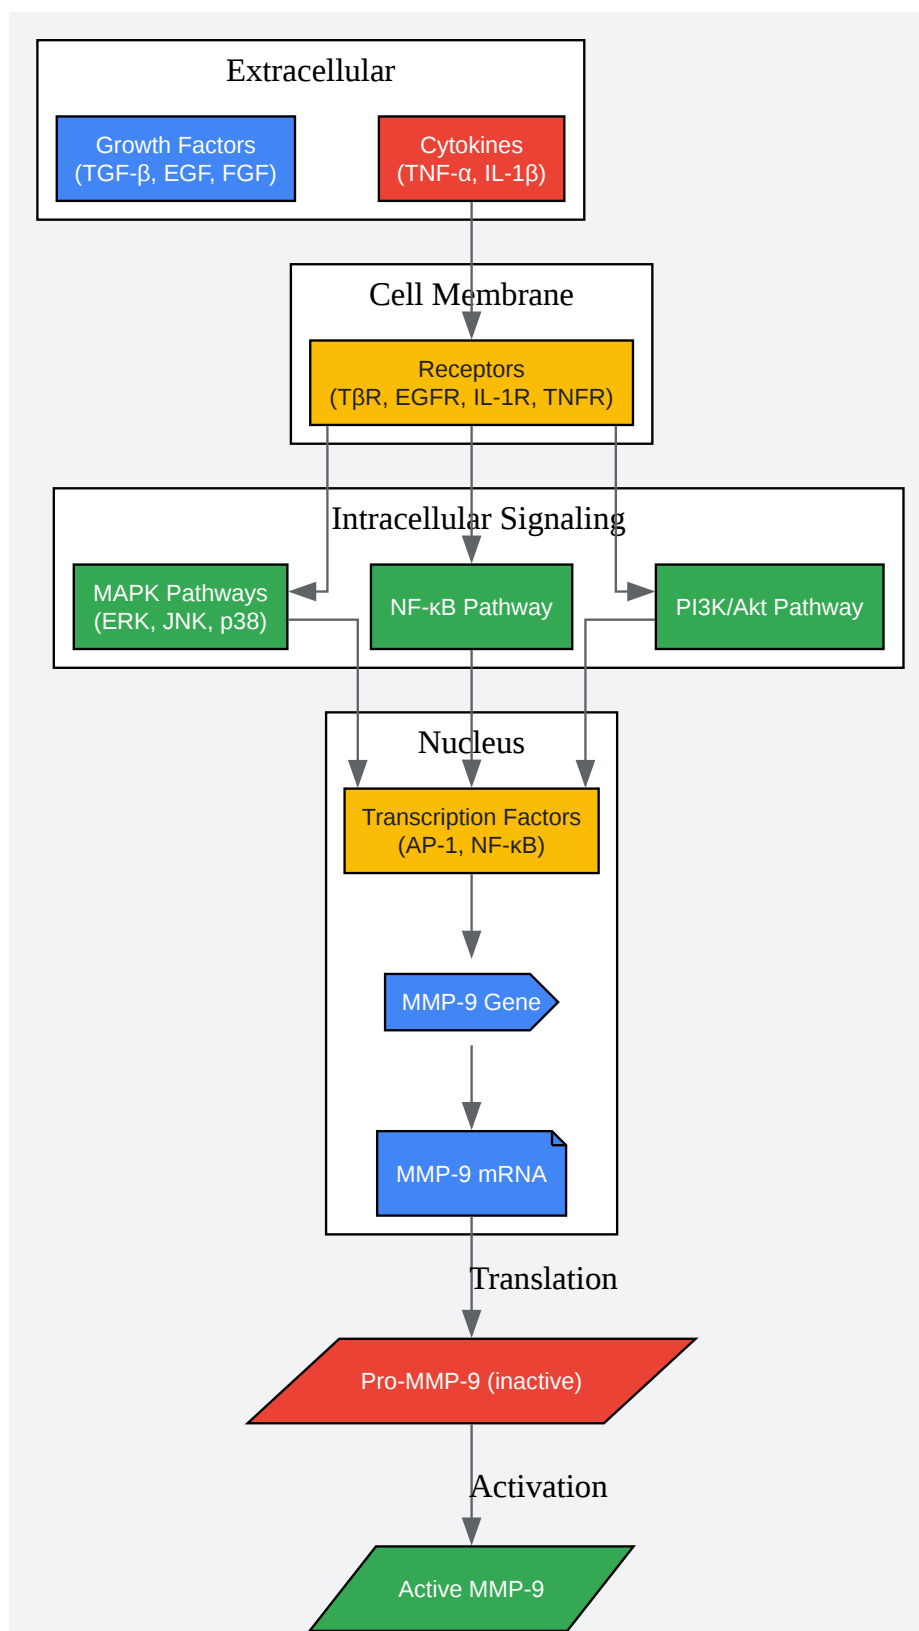 Extracellular
Growth Factors
(TGF-β, EGF, FGF)
Cytokines
(TNF-α, IL-1β)
Cell Membrane
Receptors
(TβR, EGFR, IL-1R, TNFR)
Intracellular Signaling
MAPK Pathways
(ERK, JNK, p38)
NF-κB Pathway
PI3K/Akt Pathway
Nucleus
Transcription Factors
(AP-1, NF-κB)
MMP-9 Gene
MMP-9 mRNA
Translation
Pro-MMP-9 (inactive)
Activation
Active MMP-9